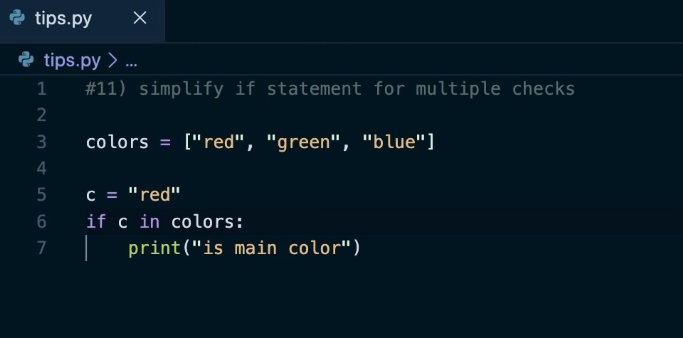 tips.py
tips.py > ...
1 #11) simplify if statement for multiple checks
2
3 colors = ["red", "green", "blue"]
4
5 c = "red"
6 if c in colors:
7     print("is main color")